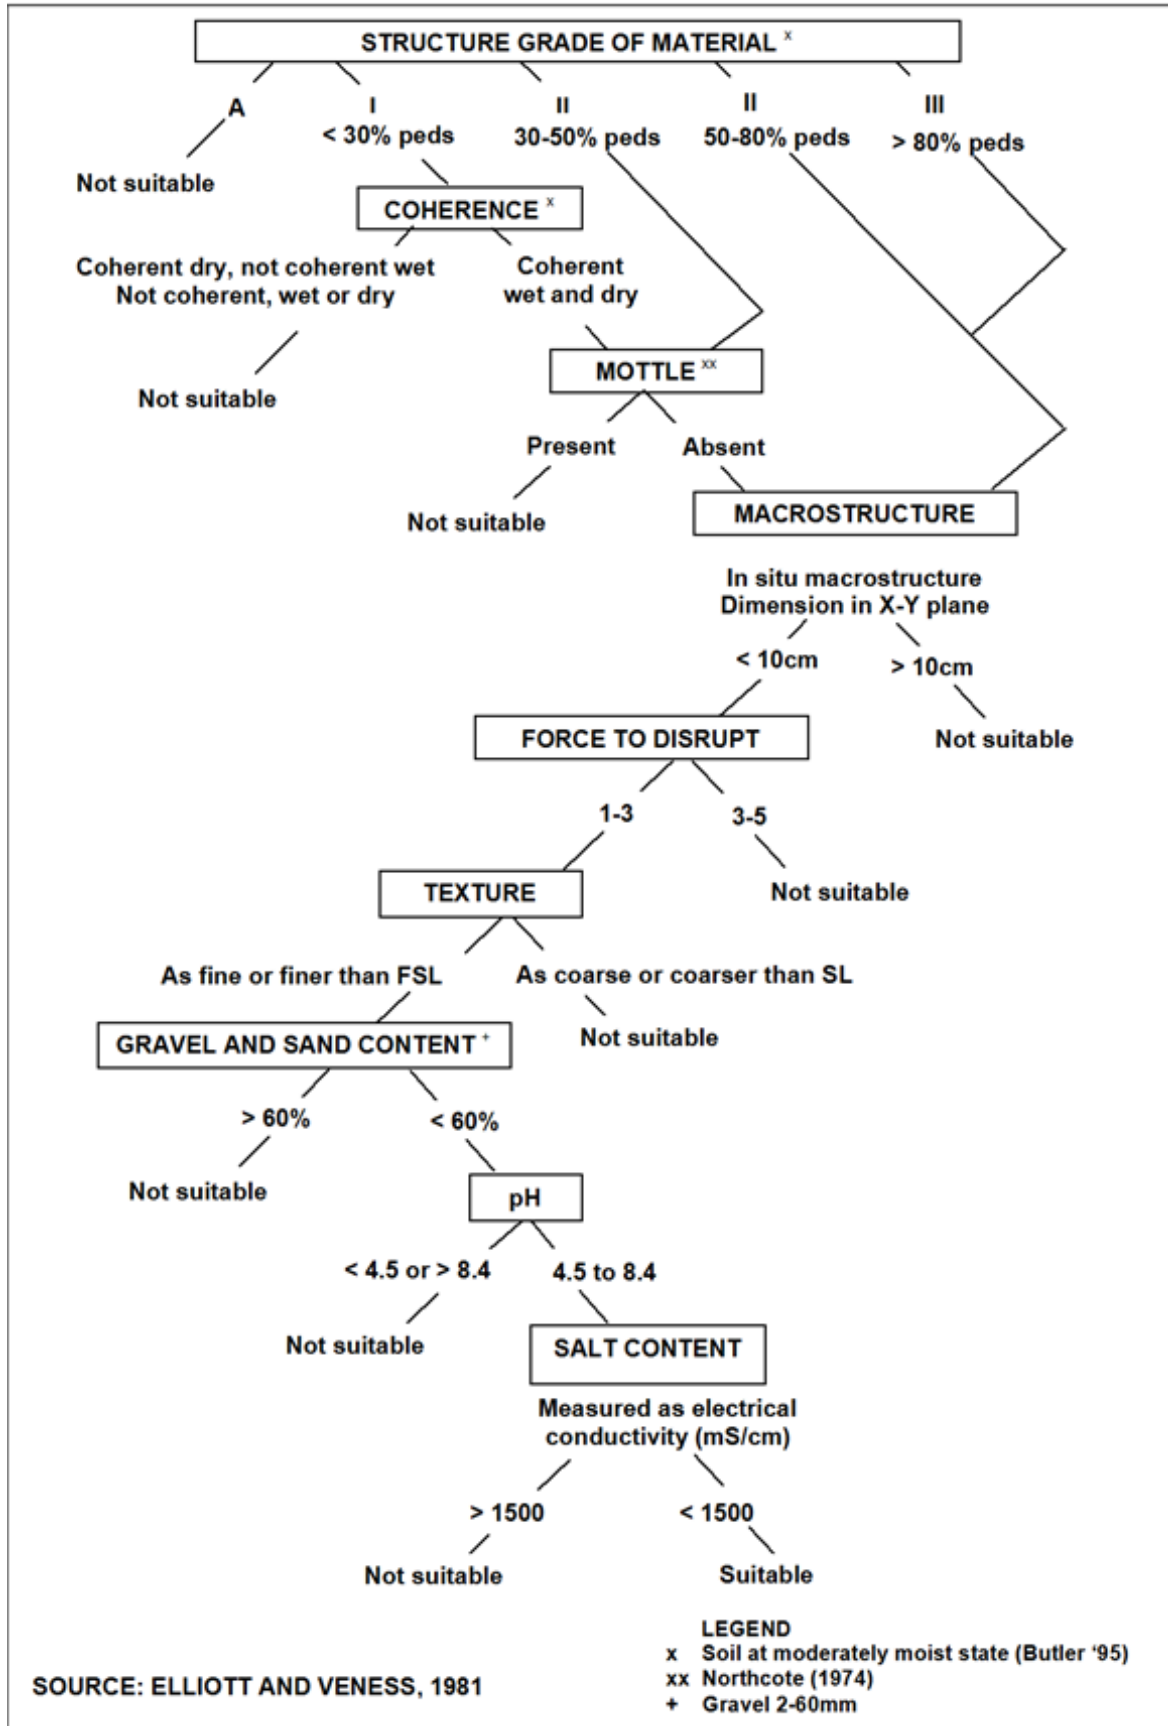 STRUCTURE GRADE OF MATERIAL x
A
I
II
II
III
< 30% peds
30-50% peds
50-80% peds
> 80% peds
Not suitable
COHERENCE x
Coherent dry, not coherent wet
Not coherent, wet or dry
Coherent
wet and dry
Not suitable
MOTTLE xx
Present
Absent
Not suitable
MACROSTRUCTURE
In situ macrostructure
Dimension in X-Y plane
< 10cm
> 10cm
FORCE TO DISRUPT
Not suitable
1-3
3-5
TEXTURE
Not suitable
As fine or finer than FSL
As coarse or coarser than SL
GRAVEL AND SAND CONTENT +
Not suitable
> 60%
< 60%
Not suitable
pH
< 4.5 or > 8.4
4.5 to 8.4
Not suitable
SALT CONTENT
Measured as electrical
conductivity (mS/cm)
> 1500
< 1500
Not suitable
Suitable
LEGEND
x Soil at moderately moist state (Butler '95)
xx Northcote (1974)
+ Gravel 2-60mm
SOURCE: ELLIOTT AND VENESS, 1981